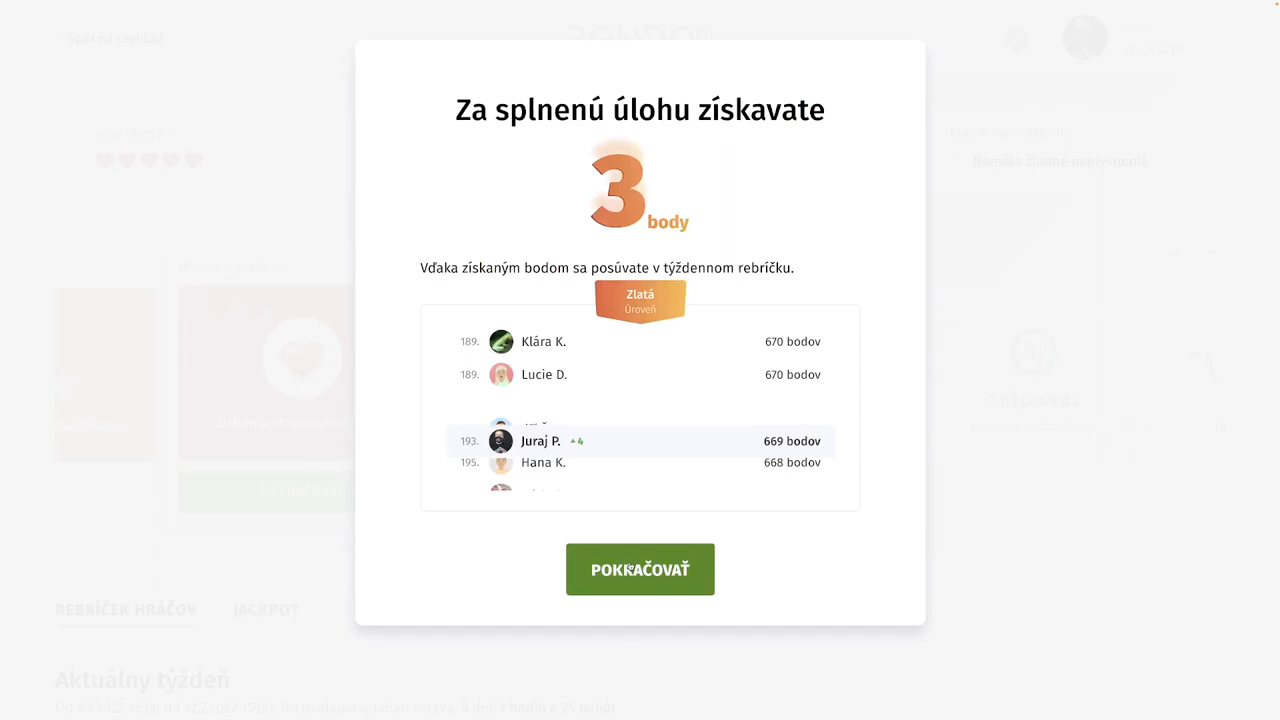 Späť na prehľad
Za splnenú úlohu získavate
3 body
Vďaka získaným bodom sa posúvate v týždennom rebríčku.
Zlatá
Úroveň
189. Klára K. 670 bodov
189. Lucie D. 670 bodov
193. Juraj P. 4 669 bodov
195. Hana K. 668 bodov
POKRAČOVAŤ
Nemáte žiadne ovplyvnenie
1 nápoveda
REBRÍČEK HRÁČOV JACKPOT
Aktuálny týždeň